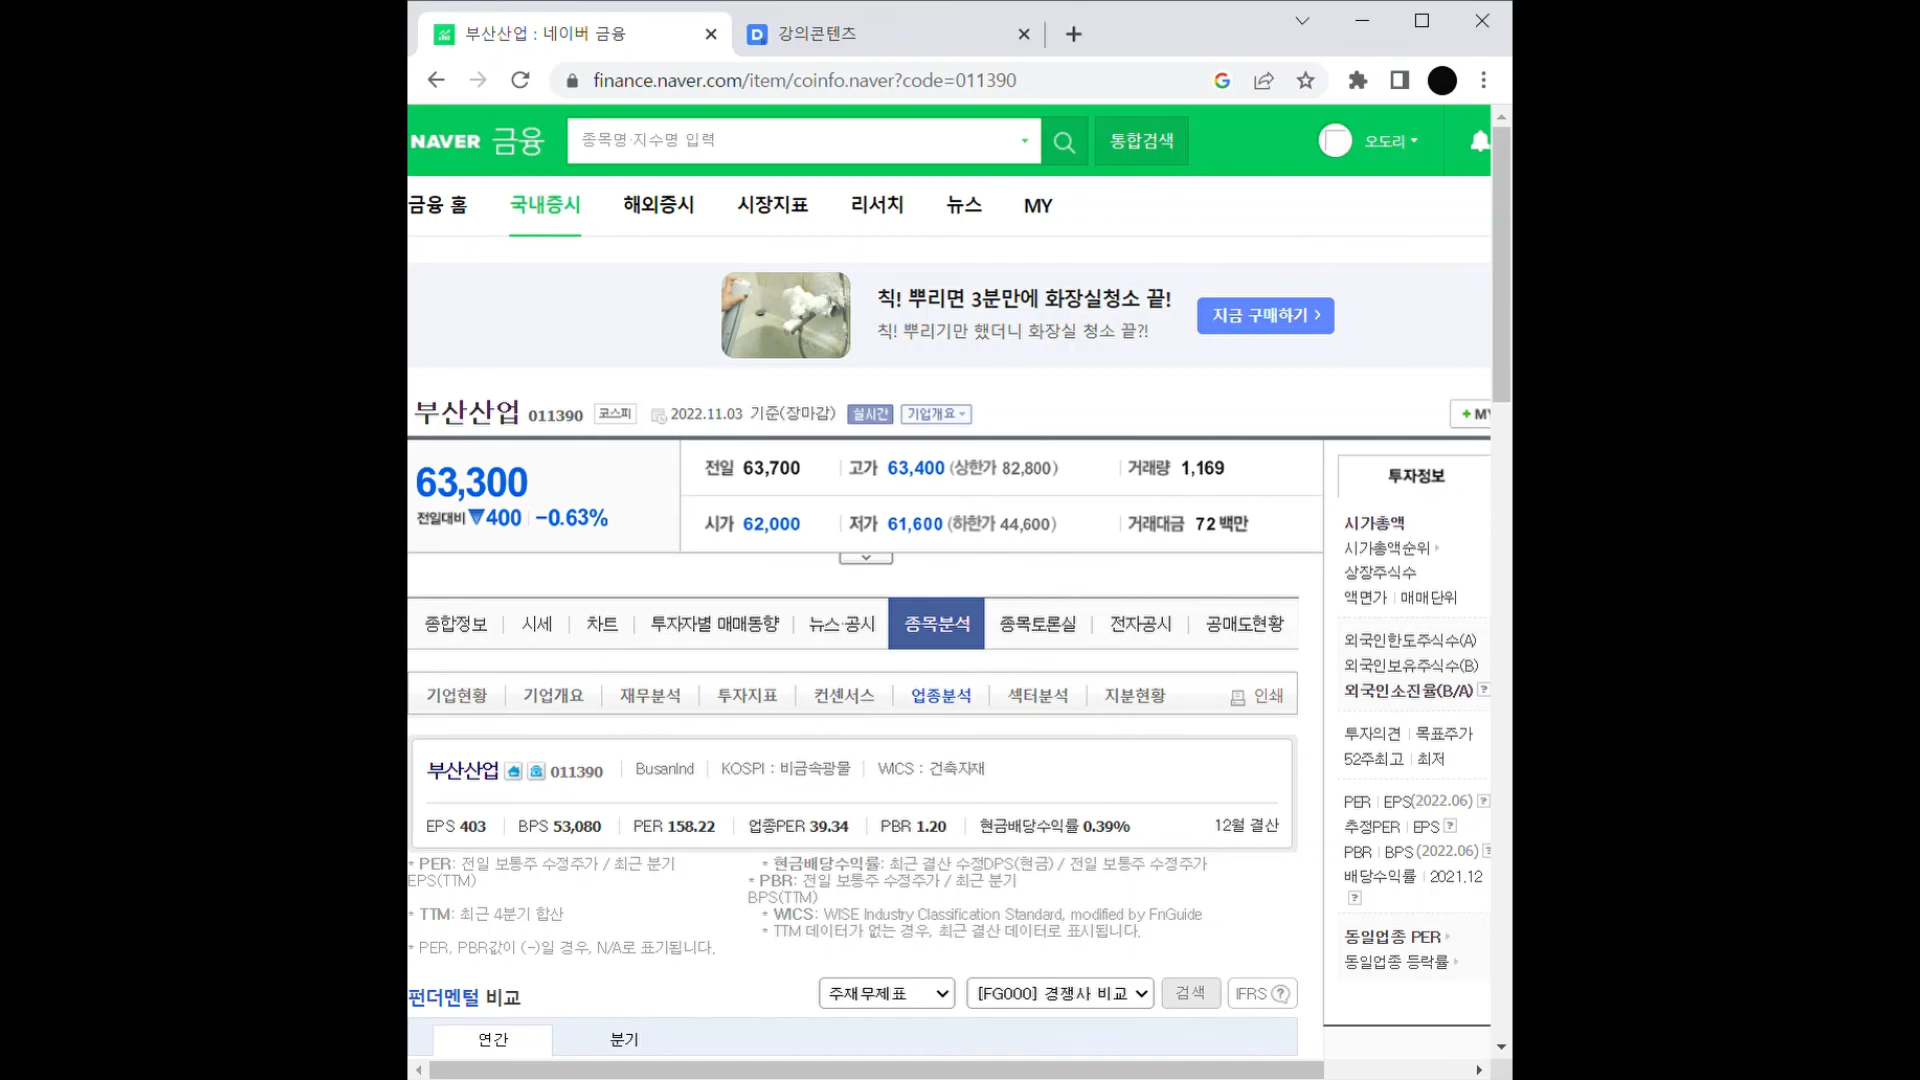 부산산업 : 네이버 금융
강의콘텐츠
finance.naver.com/item/coinfo.naver?code=011390
NAVER 금융
종목명·지수명 입력
통합검색
오도리
금융 홈 국내증시 해외증시 시장지표 리서치 뉴스 MY
칙! 뿌리면 3분만에 화장실청소 끝!
칙! 뿌리기만 했더니 화장실 청소 끝?!
지금 구매하기
부산산업 011390 코스피 2022.11.03 기준(장마감) 실시간 기업개요
+ MY
63,300
전일대비 ▼400 -0.63%
전일 63,700 고가 63,400 (상한가 82,800) 거래량 1,169
시가 62,000 저가 61,600 (하한가 44,600) 거래대금 72 백만
종합정보 시세 차트 투자자별 매매동향 뉴스·공시 종목분석 종목토론실 전자공시 공매도현황
기업현황 기업개요 재무분석 투자지표 컨센서스 업종분석 섹터분석 지분현황 인쇄
부산산업 011390 BusanInd KOSPI : 비금속광물 WICS : 건축자재
EPS 403 BPS 53,080 PER 158.22 업종PER 39.34 PBR 1.20 현금배당수익률 0.39% 12월 결산
* PER: 전일 보통주 수정주가 / 최근 분기
EPS(TTM)
* TTM: 최근 4분기 합산
* PER, PBR값이 (-)일 경우, N/A로 표기됩니다.
* 현금배당수익률: 최근 결산 수정DPS(현금) / 전일 보통주 수정주가
* PBR: 전일 보통주 수정주가 / 최근 분기
BPS(TTM)
* WICS: WISE Industry Classification Standard, modified by FnGuide
* TTM 데이터가 없는 경우, 최근 결산 데이터로 표시됩니다.
펀더멘털 비교
주재무제표 [FG000] 경쟁사 비교 검색 IFRS ?
연간 분기
투자정보
시가총액
시가총액순위
상장주식수
액면가 매매단위
외국인한도주식수(A)
외국인보유주식수(B)
외국인소진율(B/A) ?
투자의견 목표주가
52주최고 최저
PER EPS(2022.06) ?
추정PER EPS ?
PBR BPS (2022.06) ?
배당수익률 2021.12
?
동일업종 PER
동일업종 등락률